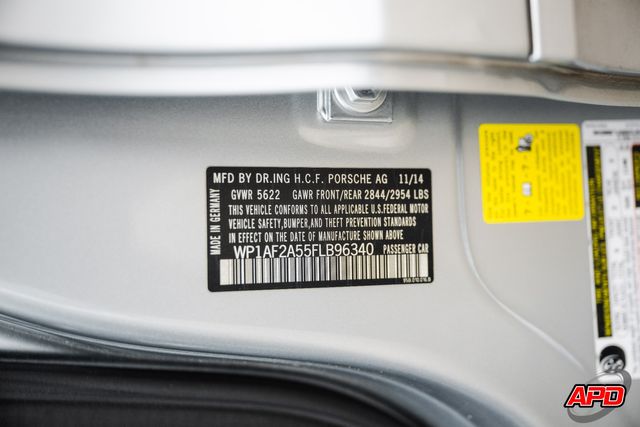 MFD BY DR.ING H.C.F. PORSCHE AG 11/14
GVWR 5622 GAWR FRONT/REAR 2844/2954 LBS
THIS VEHICLE CONFORMS TO ALL APPLICABLE U.S.FEDERAL MOTOR
VEHICLE SAFETY, BUMPER, AND THEFT PREVENTION STANDARDS
IN EFFECT ON THE DATE OF MANUFACTURE SHOWN ABOVE
WP1AF2A55FLB96340 PASSENGER CAR
MADE IN GERMANY
APD